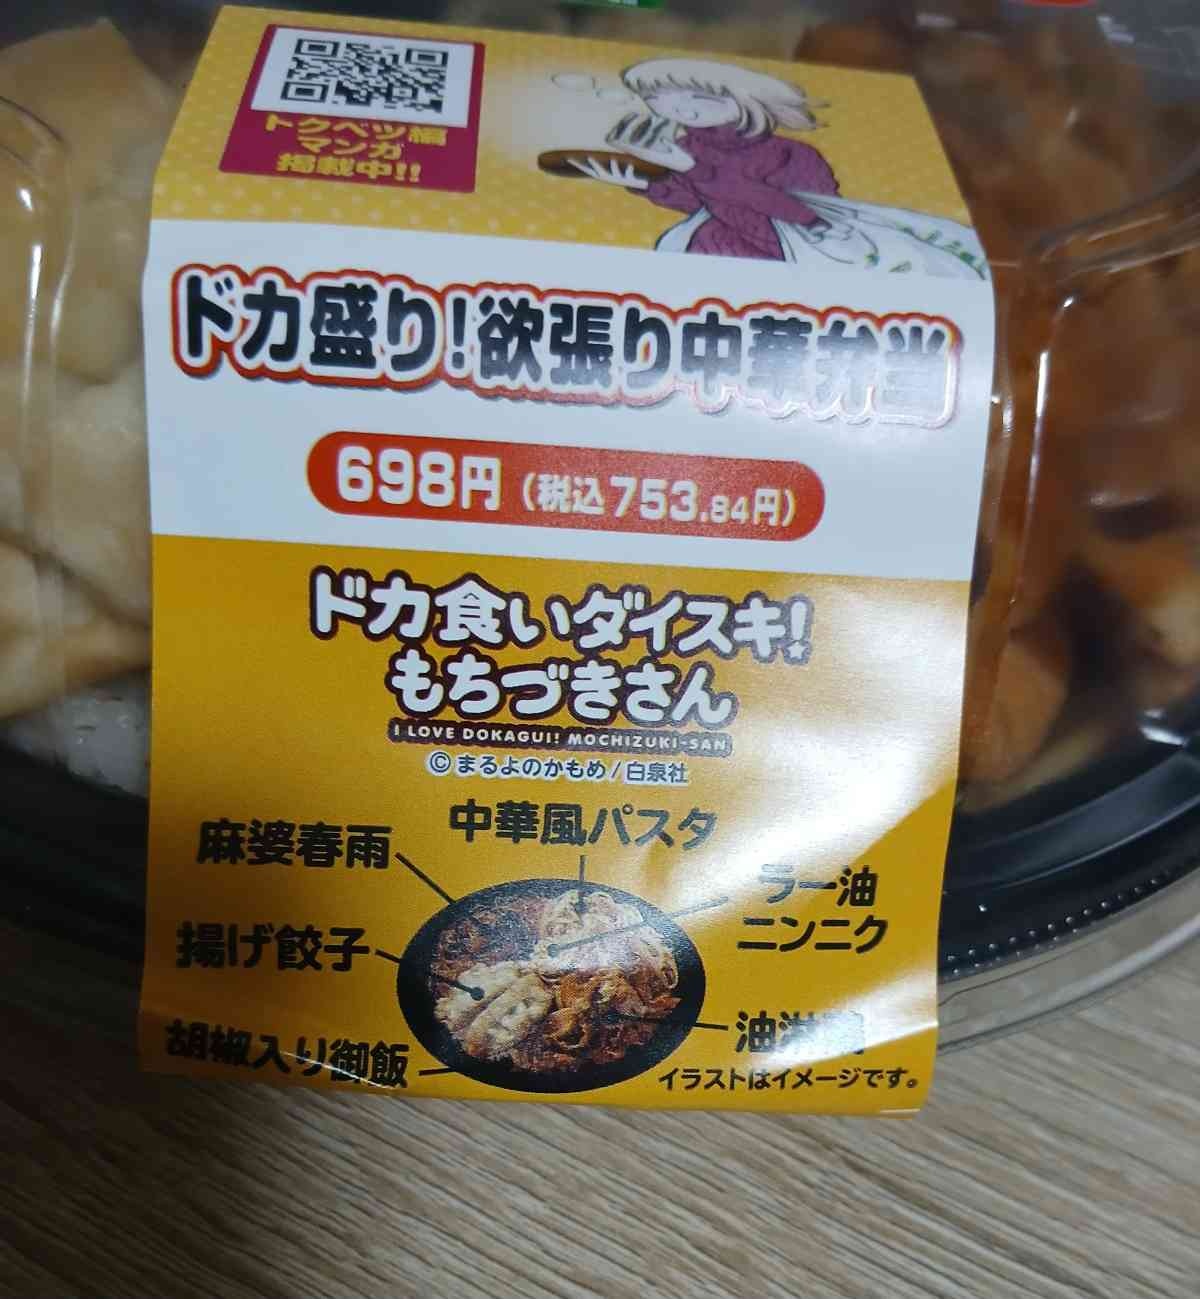 トクベツ編
マンガ
掲載中!!
ドカ盛り!欲張り中華弁当
698円(税込753.84円)
ドカ食いダイスキ!
もちづきさん
I LOVE DOKAGUI! MOCHIZUKI-SAN
©まるよのかもめ/白泉社
中華風パスタ
麻婆春雨
ラー油
ニンニク
揚げ餃子
油淋鶏
胡椒入り御飯
イラストはイメージです。